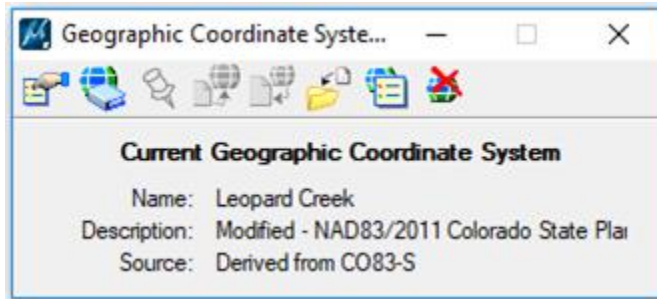 Geographic Coordinate Syste...
Current Geographic Coordinate System
Name: Leopard Creek
Description: Modified - NAD83/2011 Colorado State Plai
Source: Derived from CO83-S